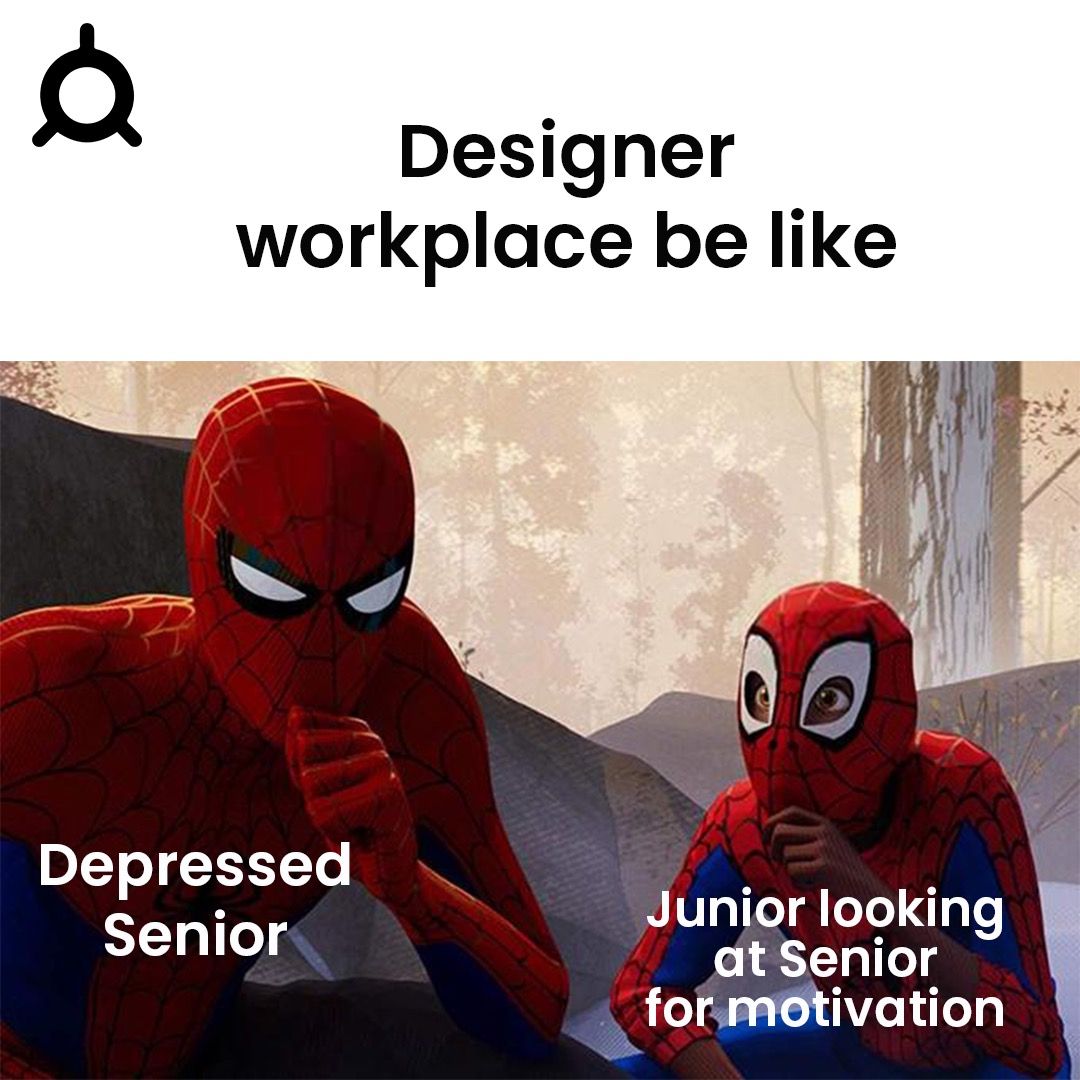 Designer
workplace be like
Depressed
Senior
Junior looking
at Senior
for motivation